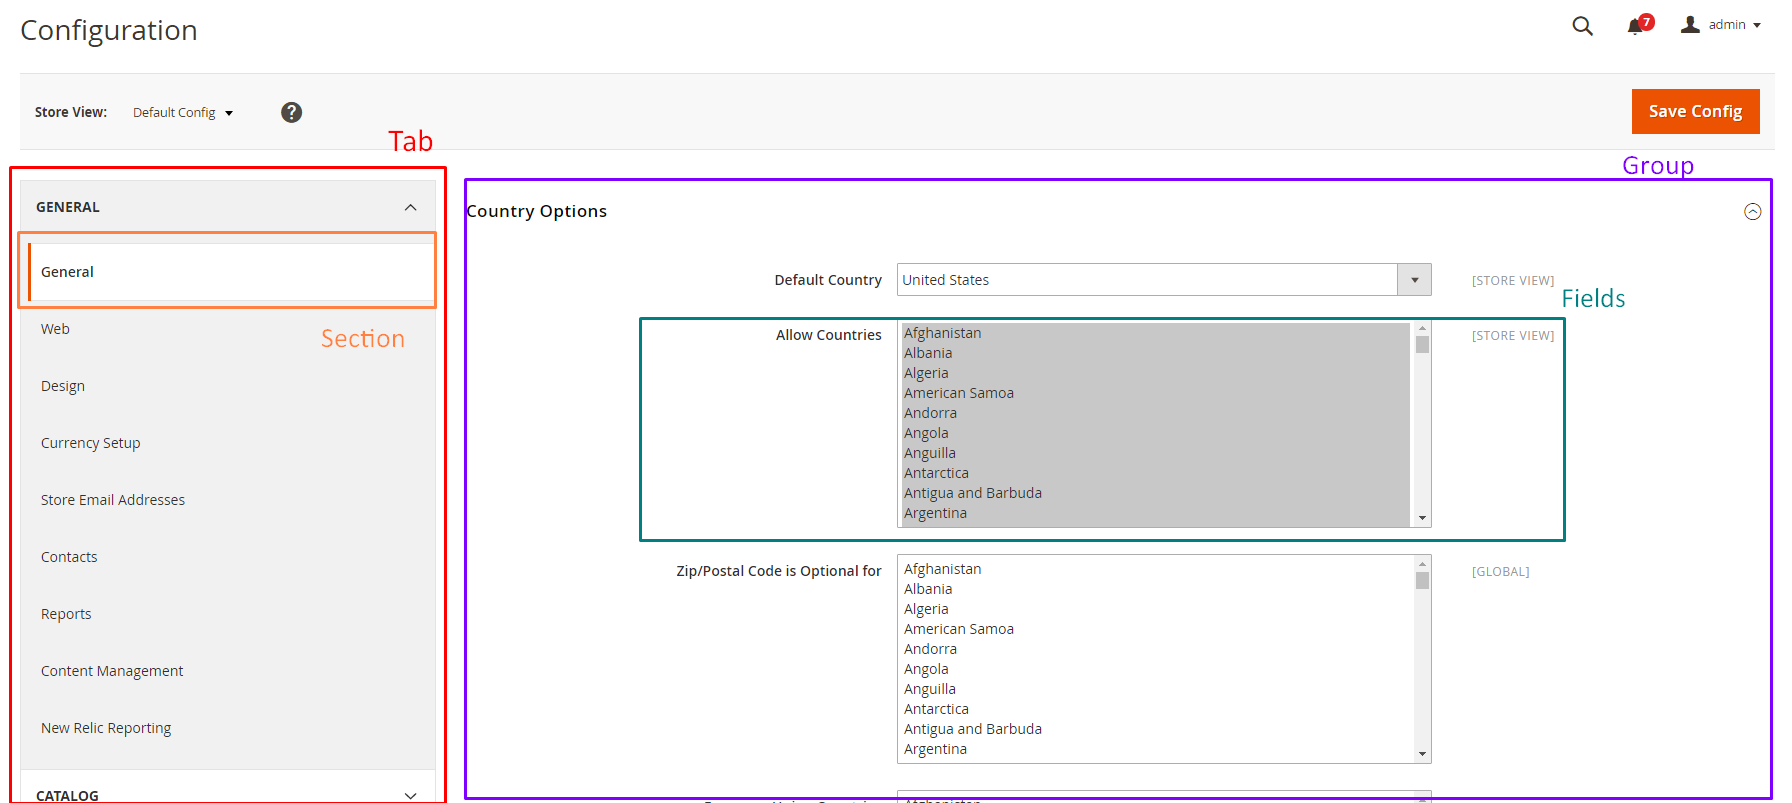 Configuration
7
admin
Store View: Default Config ?
Save Config
Tab
Group
GENERAL
General
Section
Web
Design
Currency Setup
Store Email Addresses
Contacts
Reports
Content Management
New Relic Reporting
CATALOG
Country Options
Default Country United States [STORE VIEW]
Fields
Allow Countries [STORE VIEW]
Afghanistan
Albania
Algeria
American Samoa
Andorra
Angola
Anguilla
Antarctica
Antigua and Barbuda
Argentina
Zip/Postal Code is Optional for [GLOBAL]
Afghanistan
Albania
Algeria
American Samoa
Andorra
Angola
Anguilla
Antarctica
Antigua and Barbuda
Argentina
Afghanistan